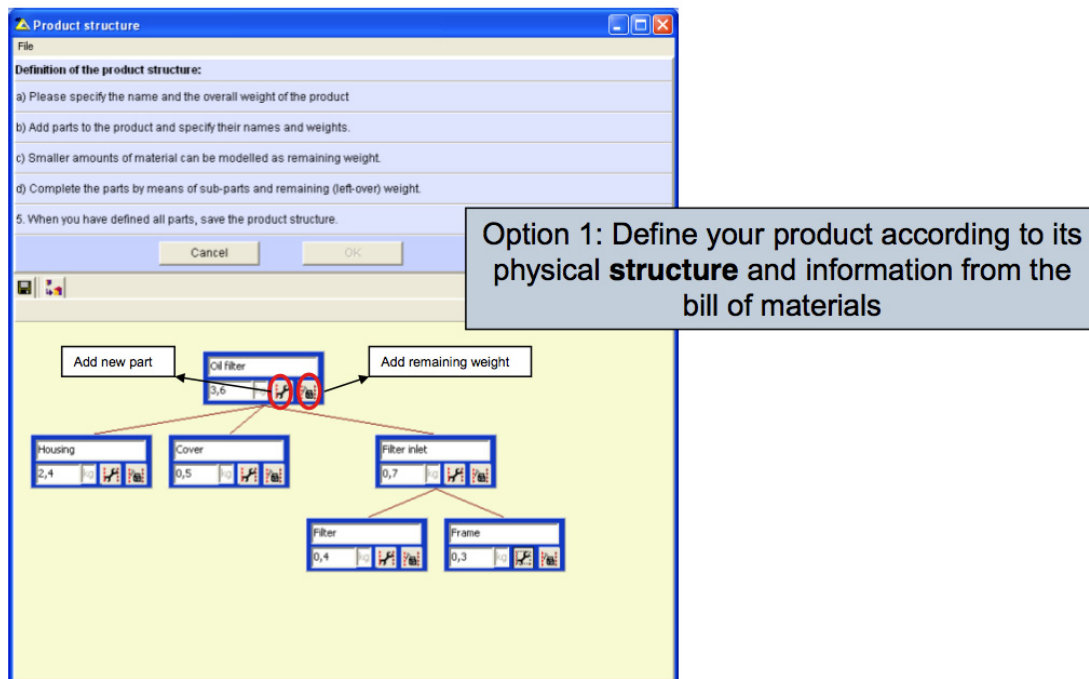 Product structure
File
Definition of the product structure:
a) Please specify the name and the overall weight of the product
b) Add parts to the product and specify their names and weights.
c) Smaller amounts of material can be modelled as remaining weight.
d) Complete the parts by means of sub-parts and remaining (left-over) weight.
5. When you have defined all parts, save the product structure.
Cancel OK
Option 1: Define your product according to its
physical structure and information from the
bill of materials
Add new part
Oil filter
Add remaining weight
3,6
Housing
2,4 kg
Cover
0,5 kg
Filter inlet
0,7 kg
Filter
0,4 kg
Frame
0,3 kg